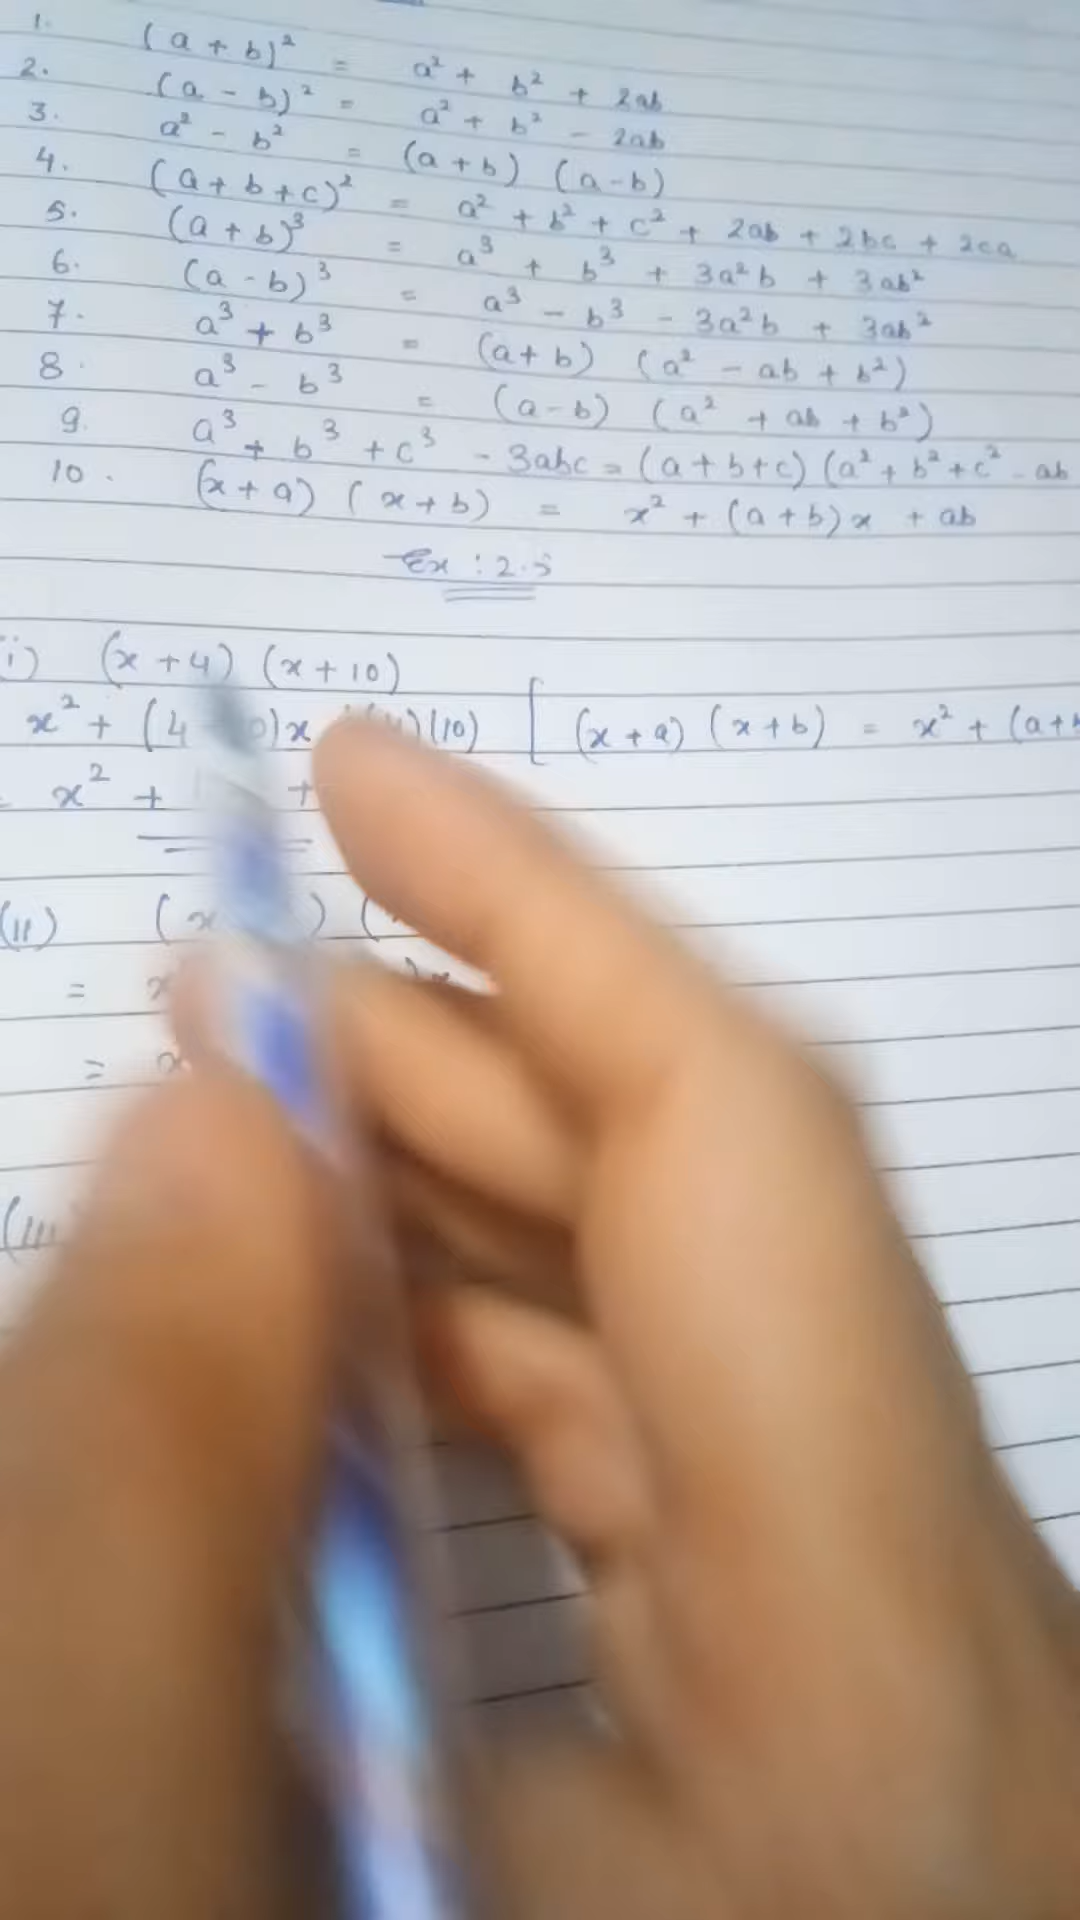 1. (a + b)² = a² + b² + 2ab
2. (a - b)² = a² + b² - 2ab
3. a² - b² = (a + b) (a - b)
4. (a + b + c)² = a² + b² + c² + 2ab + 2bc + 2ca
5. (a + b)³ = a³ + b³ + 3a²b + 3ab²
6. (a - b)³ = a³ - b³ - 3a²b + 3ab²
7. a³ + b³ = (a + b) (a² - ab + b²)
8. a³ - b³ = (a - b) (a² + ab + b²)
9. a³ + b³ + c³ - 3abc = (a + b + c) (a² + b² + c² - ab
10. (x + a) (x + b) = x² + (a + b) x + ab
Ex : 2.5
i) (x + 4) (x + 10)
x² + (4 0)x (10) [ (x + a) (x + b) = x² + (a + b
x² + +
(ii) (x ) (
= x
= x
(iii